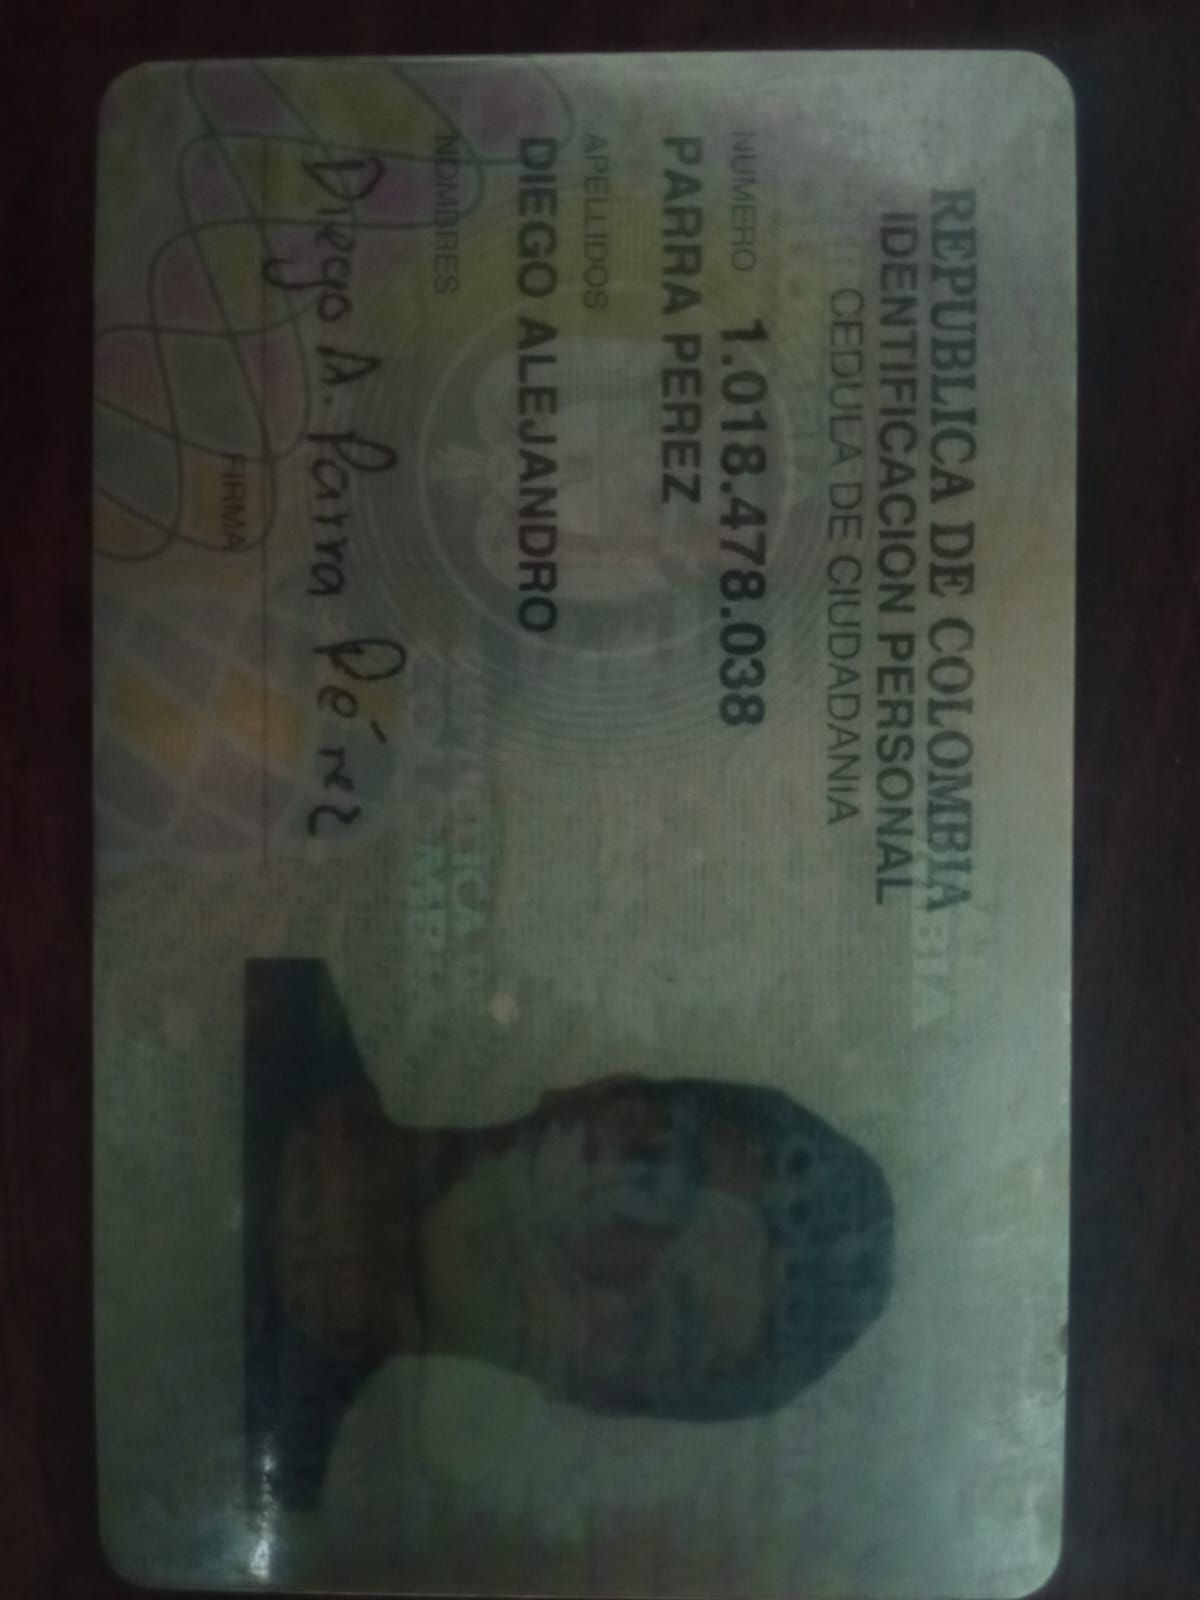 REPUBLICA DE COLOMBIA
IDENTIFICACION PERSONAL
CEDULA DE CIUDADANIA
NUMERO 1.018.478.038
PARRA PEREZ
APELLIDOS
DIEGO ALEJANDRO
NOMBRES
Diego A. Parra Pérez
FIRMA